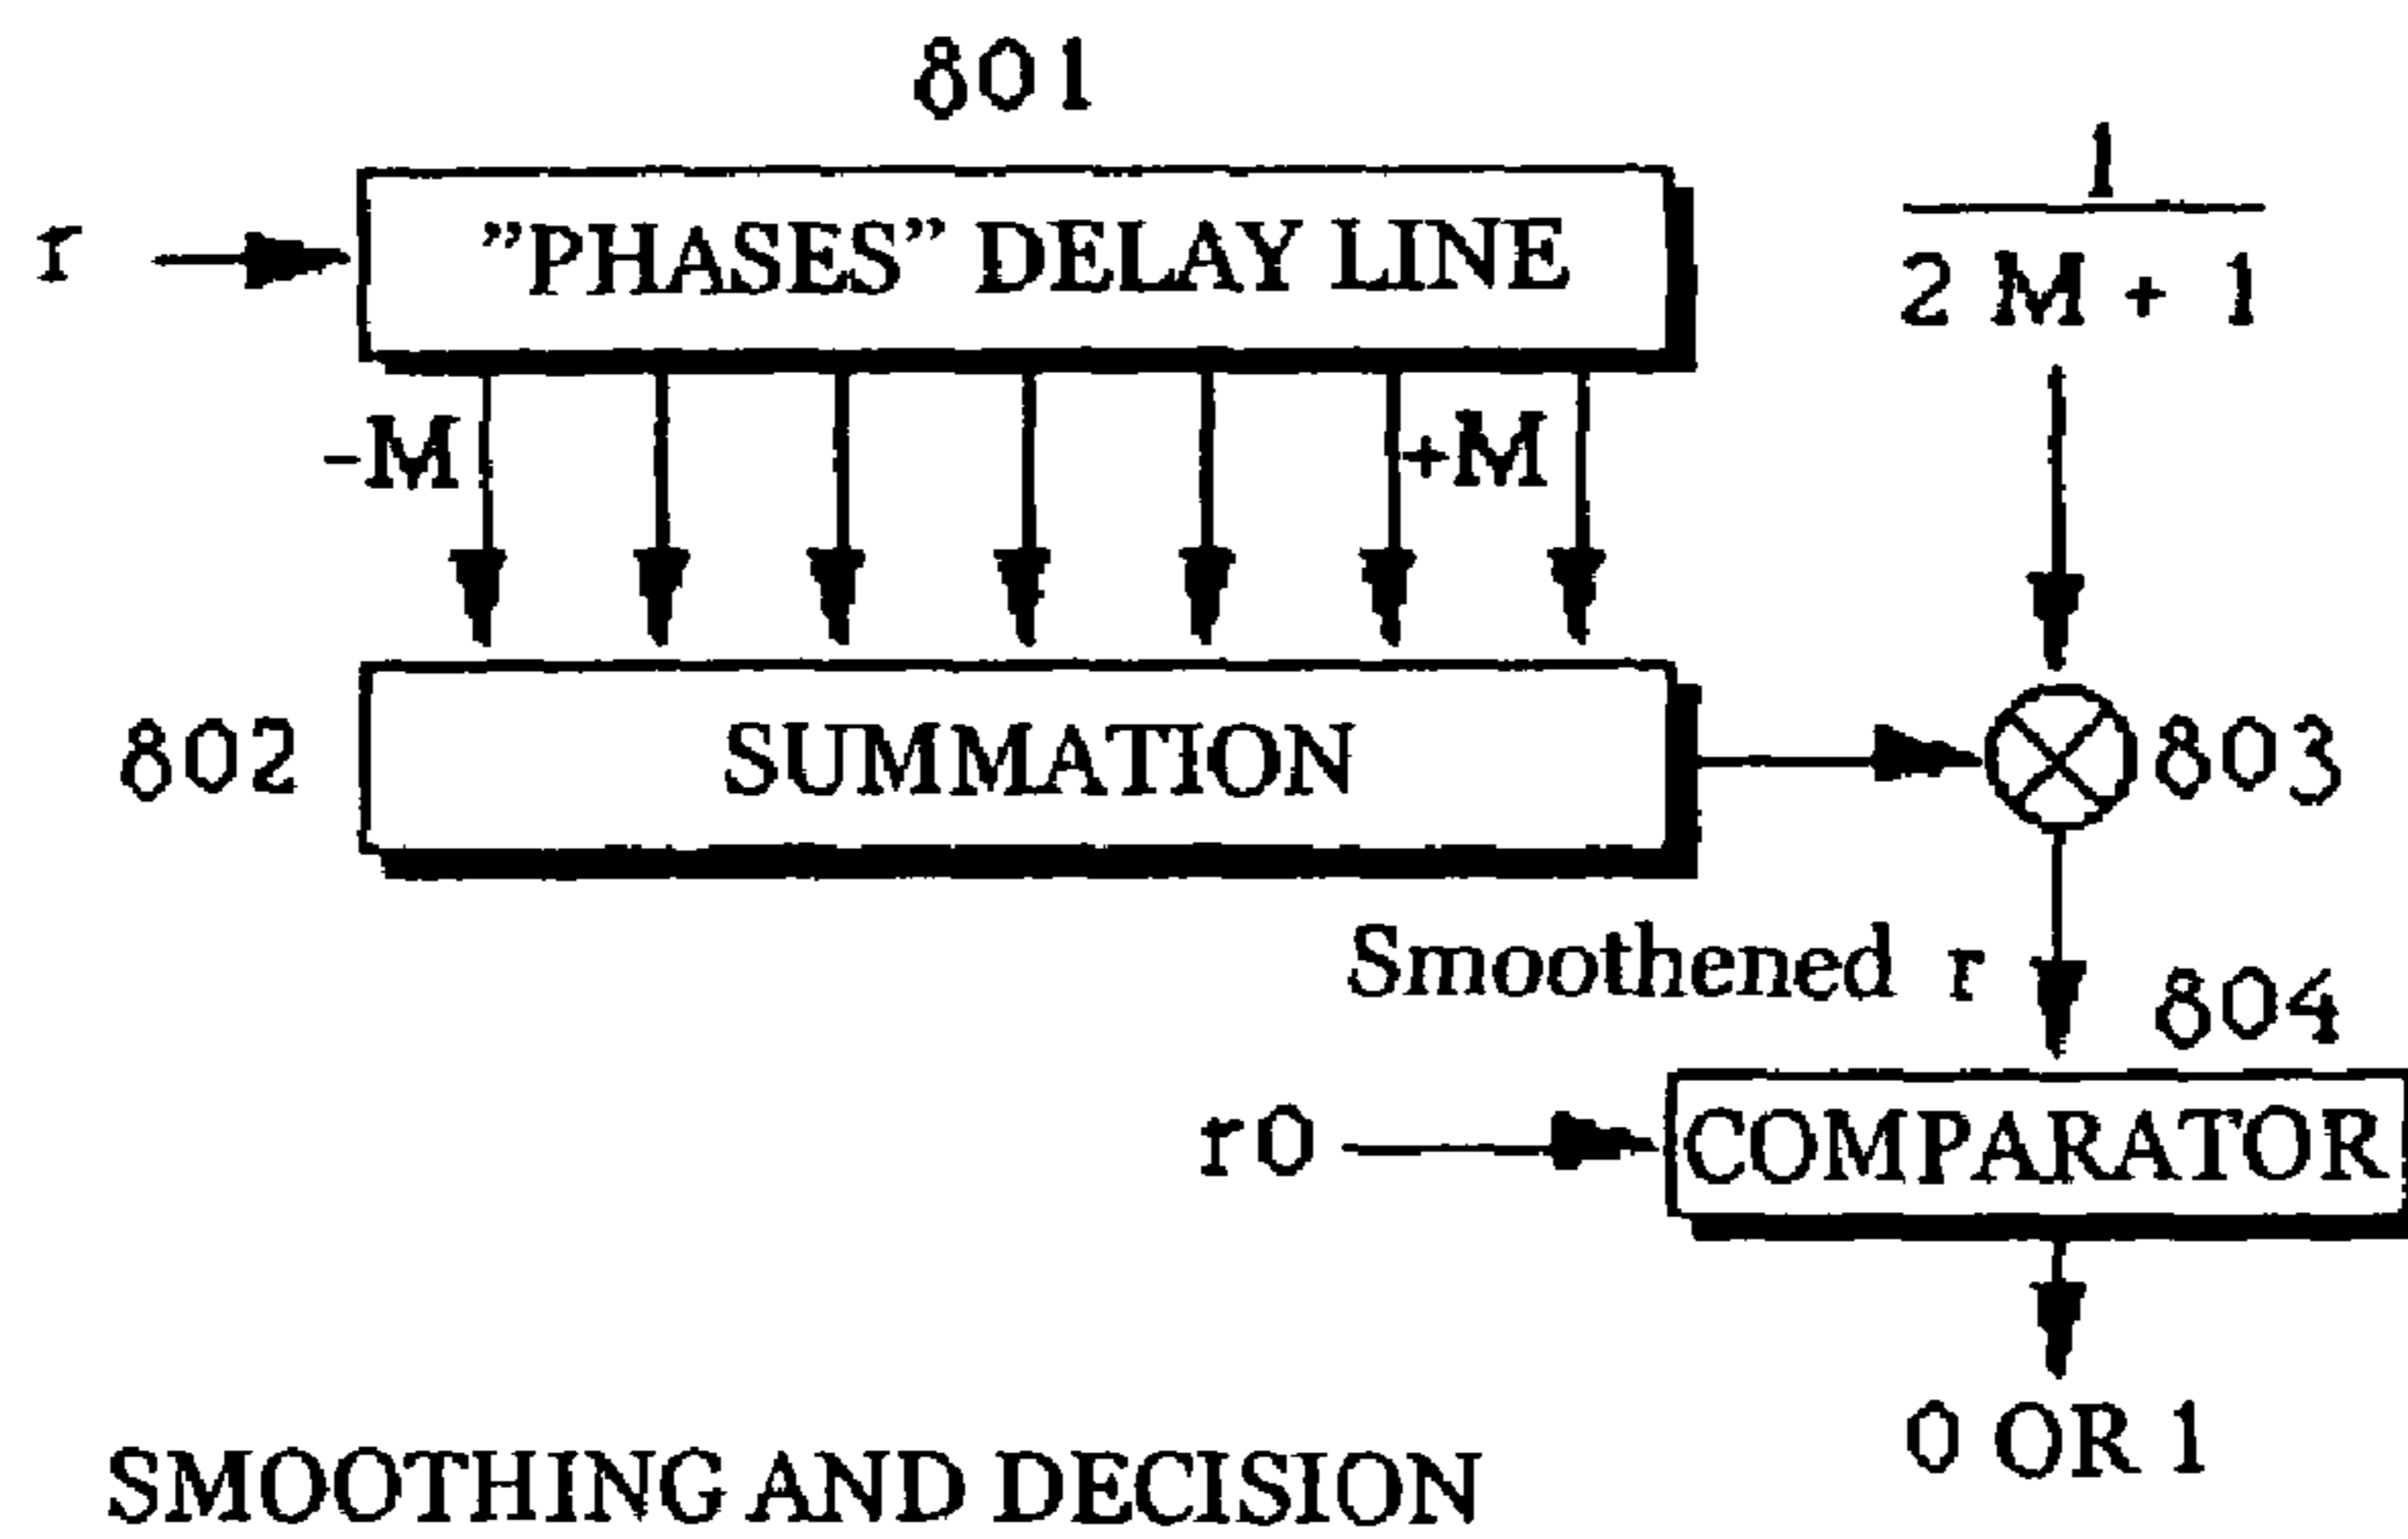 801
r
”PHASES” DELAY LINE
1
2 M + 1
-M
+M
802
SUMMATION
803
Smoothened r
804
r0
COMPARATOR
0 OR 1
SMOOTHING AND DECISION